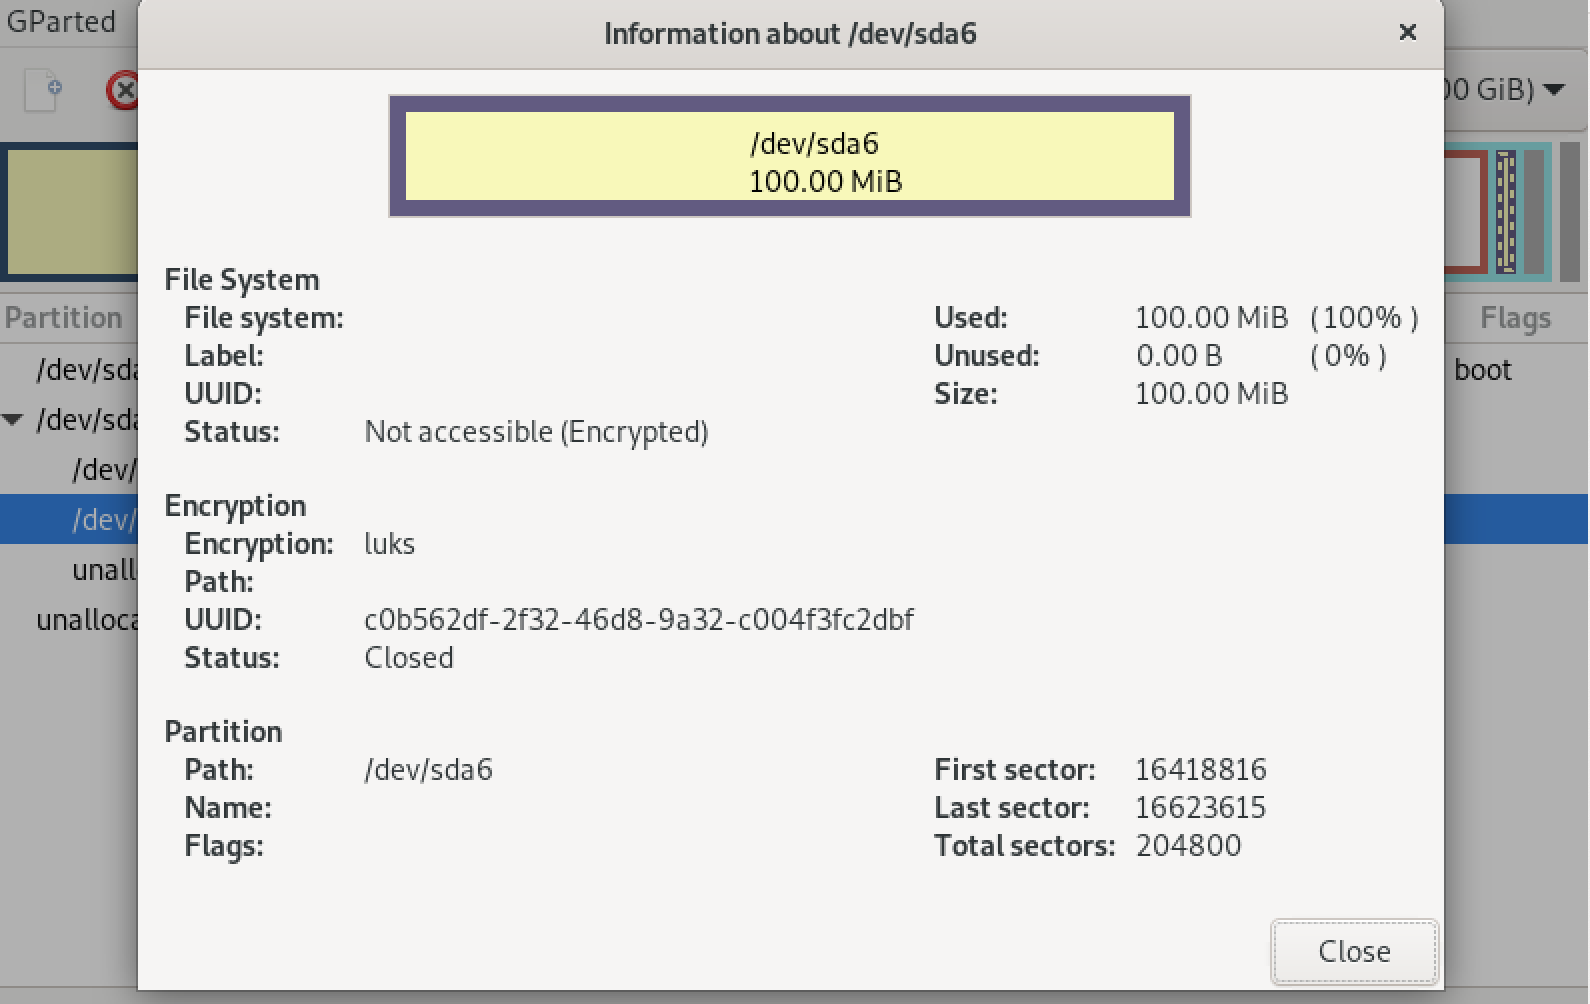 GParted
Information about /dev/sda6
00 GiB)
/dev/sda6
100.00 MiB
File System
File system:
Used: 100.00 MiB ( 100% )
Label:
Unused: 0.00 B ( 0% )
UUID:
Size: 100.00 MiB
Status: Not accessible (Encrypted)
Encryption
Encryption: luks
Path:
UUID: c0b562df-2f32-46d8-9a32-c004f3fc2dbf
Status: Closed
Partition
Path: /dev/sda6
First sector: 16418816
Name:
Last sector: 16623615
Flags:
Total sectors: 204800
Close
Partition
Flags
/dev/sda
boot
/dev/sda
/dev/
/dev/
unall
unalloca